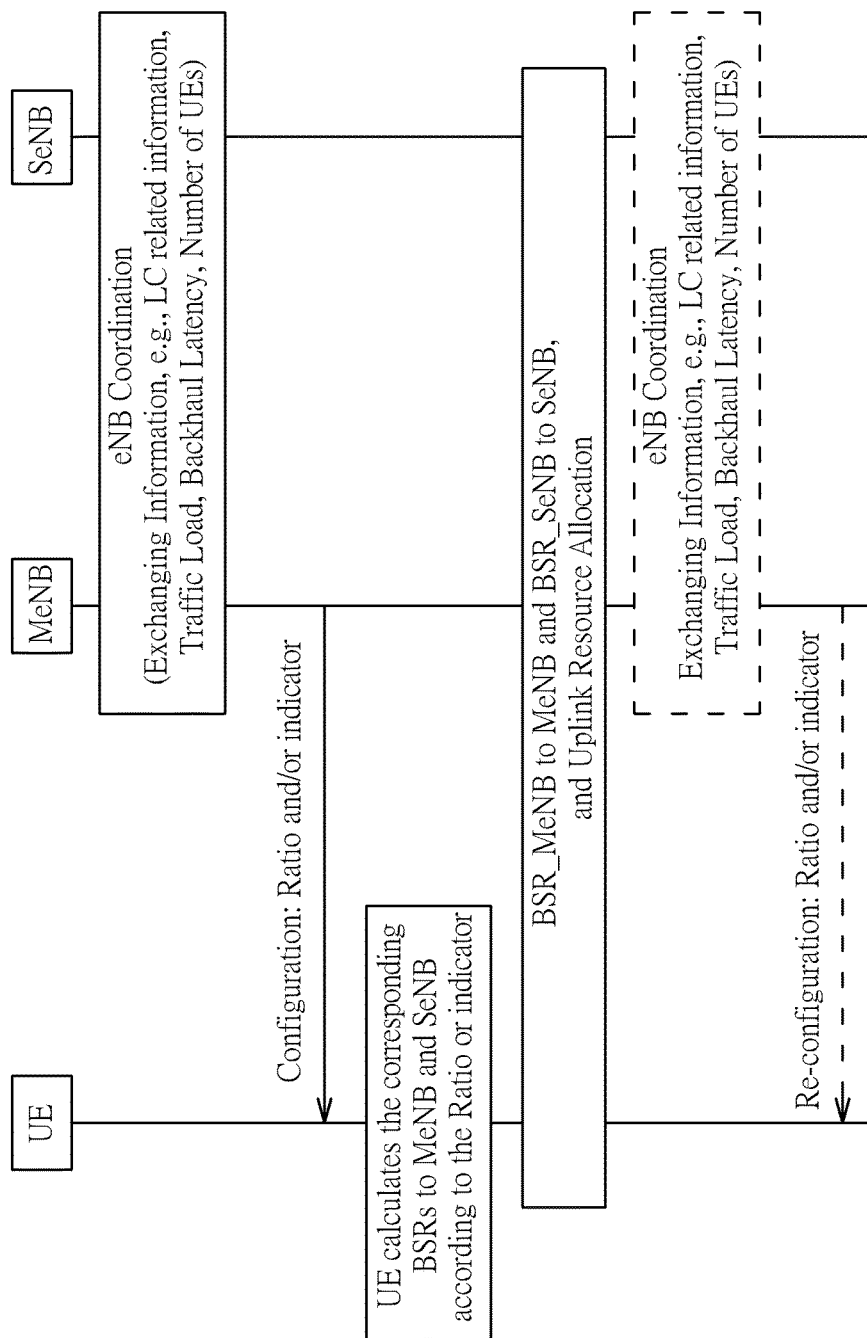 UE
MeNB
SeNB
eNB Coordination
(Exchanging Information, e.g., LC related information,
Traffic Load, Backhaul Latency, Number of UEs)
Configuration: Ratio and/or indicator
UE calculates the corresponding
BSRs to MeNB and SeNB
according to the Ratio or indicator
BSR_MeNB to MeNB and BSR_SeNB to SeNB,
and Uplink Resource Allocation
eNB Coordination
Exchanging Information, e.g., LC related information,
Traffic Load, Backhaul Latency, Number of UEs)
Re-configuration: Ratio and/or indicator